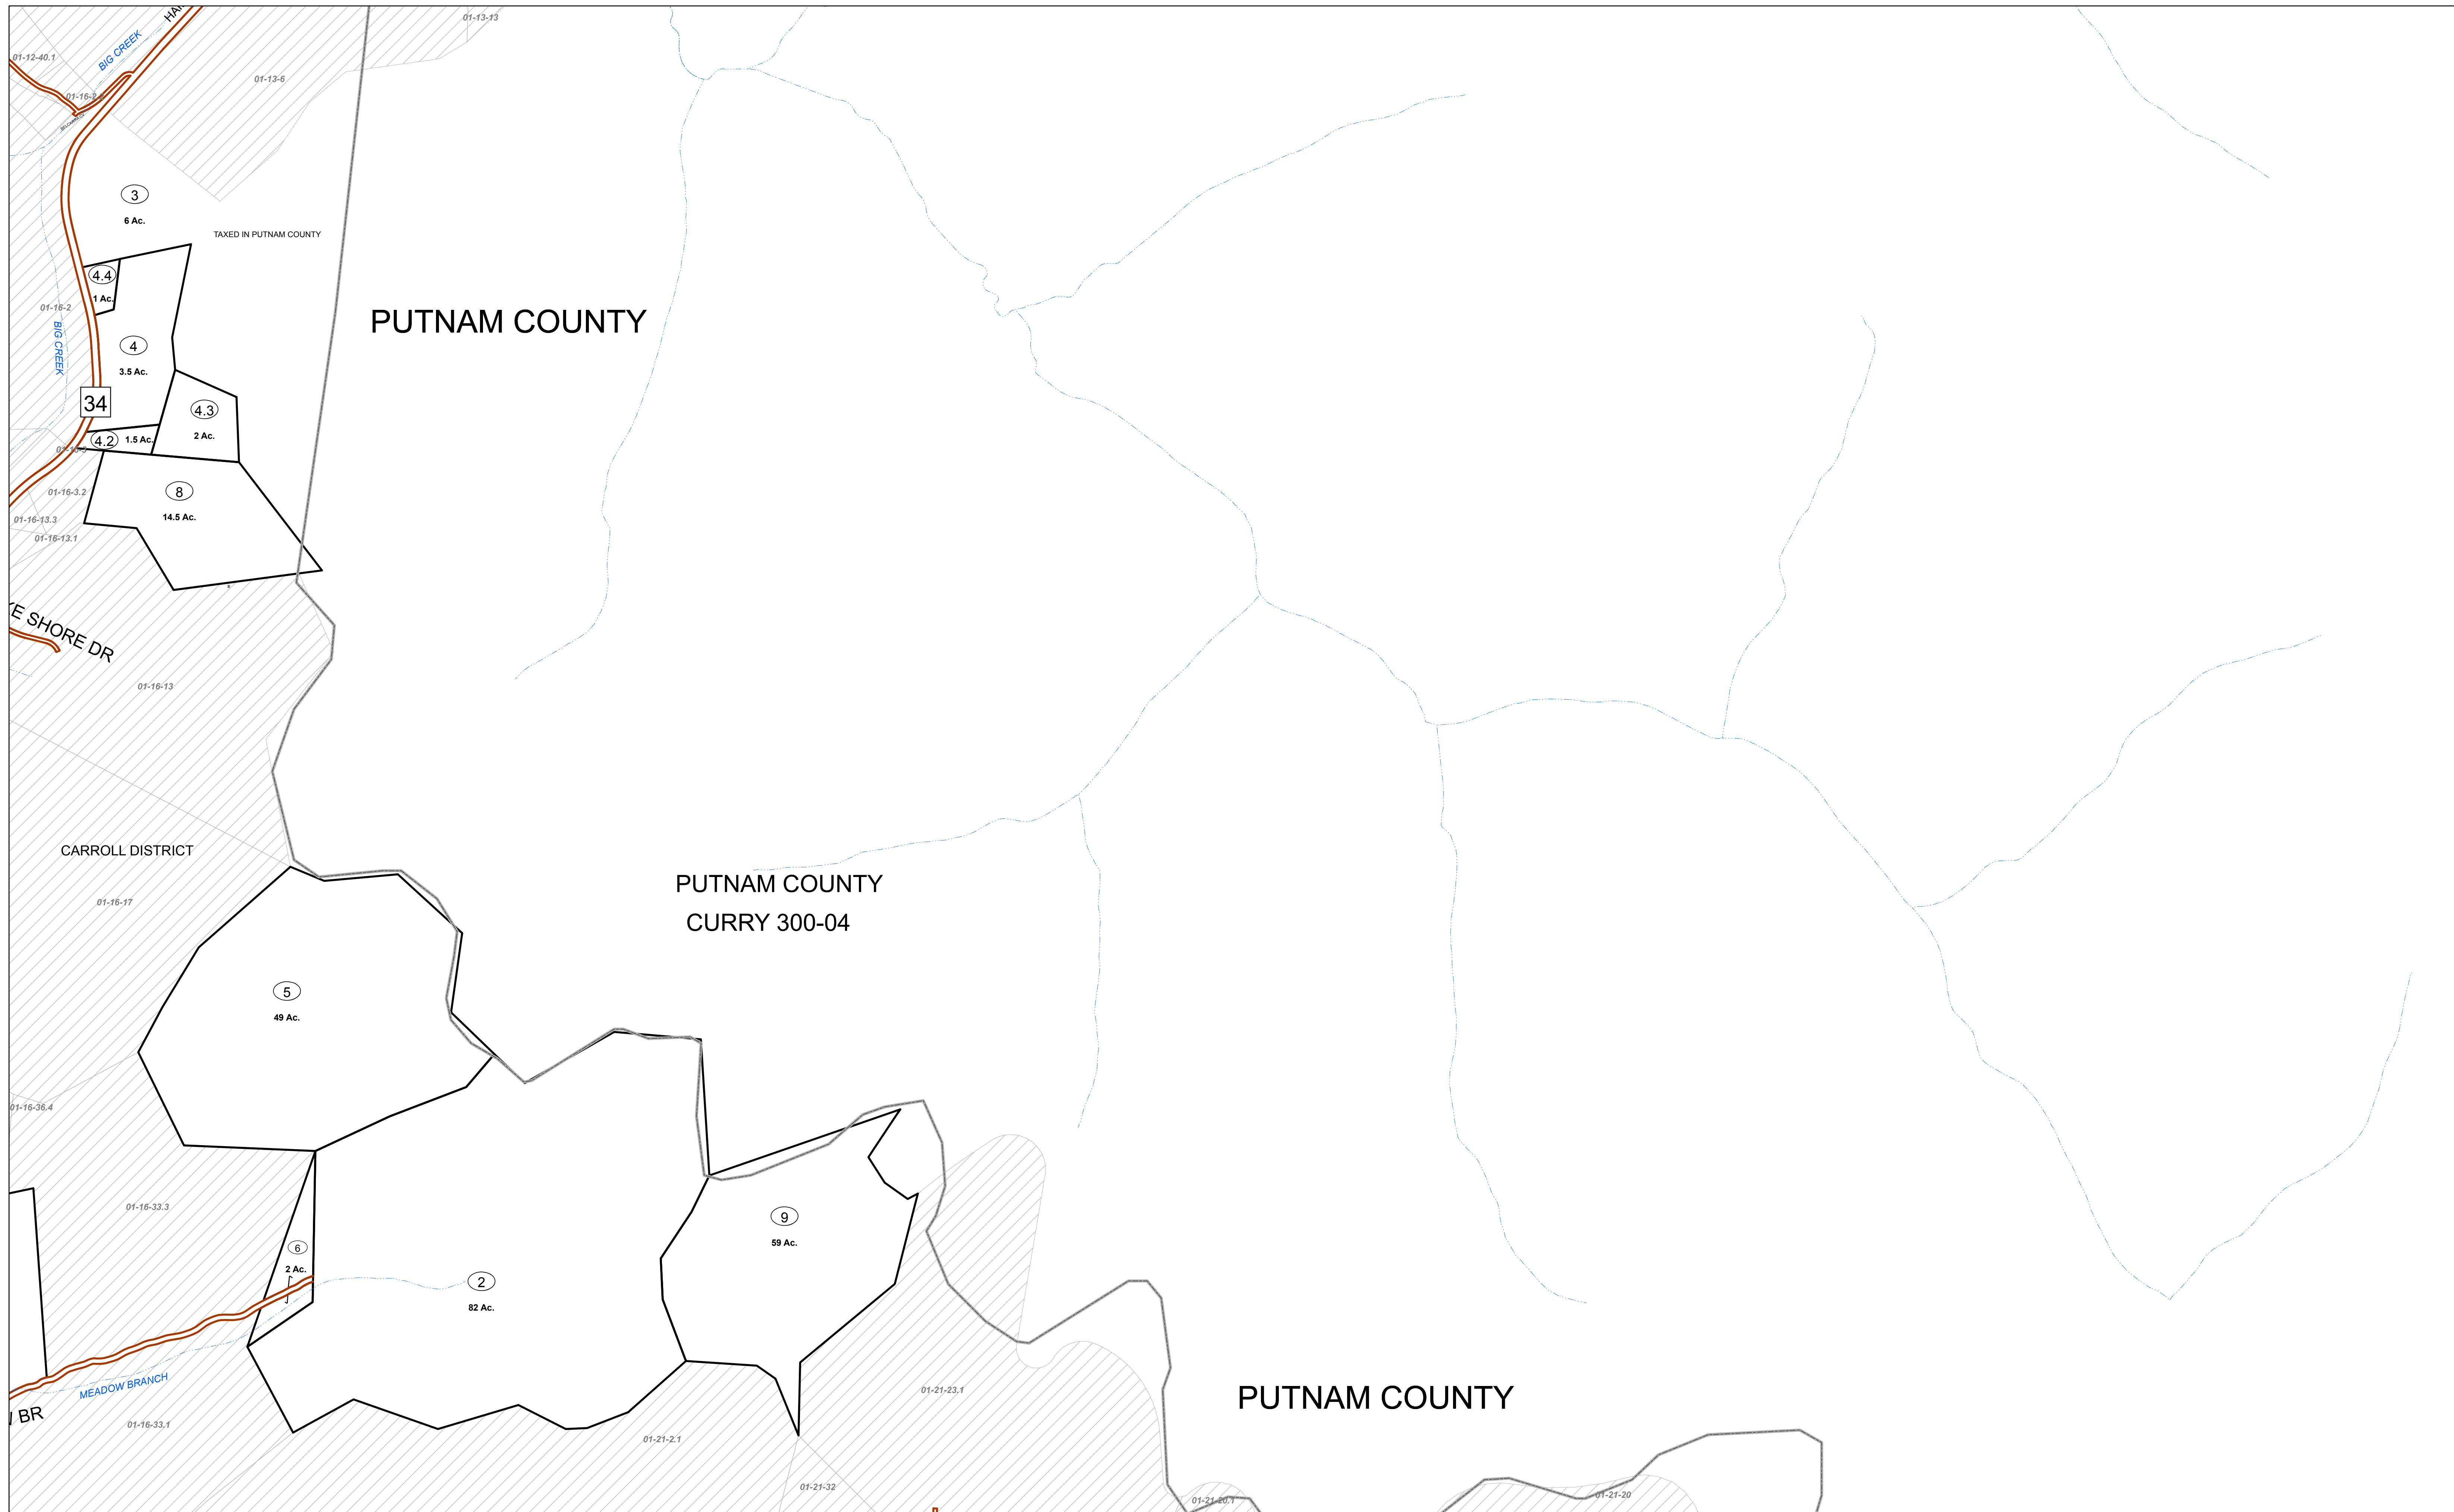 01-13-13
BIG CREEK
01-12-40.1
01-13-6
3
6 Ac.
TAXED IN PUTNAM COUNTY
4.4
1 Ac.
01-16-2
PUTNAM COUNTY
BIG CREEK
4
3.5 Ac.
34
4.3
2 Ac.
4.2
1.5 Ac.
8
14.5 Ac.
01-16-3.2
01-16-13.3
01-16-13.1
KE SHORE DR
01-16-13
CARROLL DISTRICT
PUTNAM COUNTY
CURRY 300-04
01-16-17
5
49 Ac.
01-16-36.4
01-16-33.3
9
59 Ac.
6
2 Ac.
2
82 Ac.
MEADOW BRANCH
BR
01-16-33.1
01-21-23.1
PUTNAM COUNTY
01-21-2.1
01-21-32
01-21-20.1
01-21-20